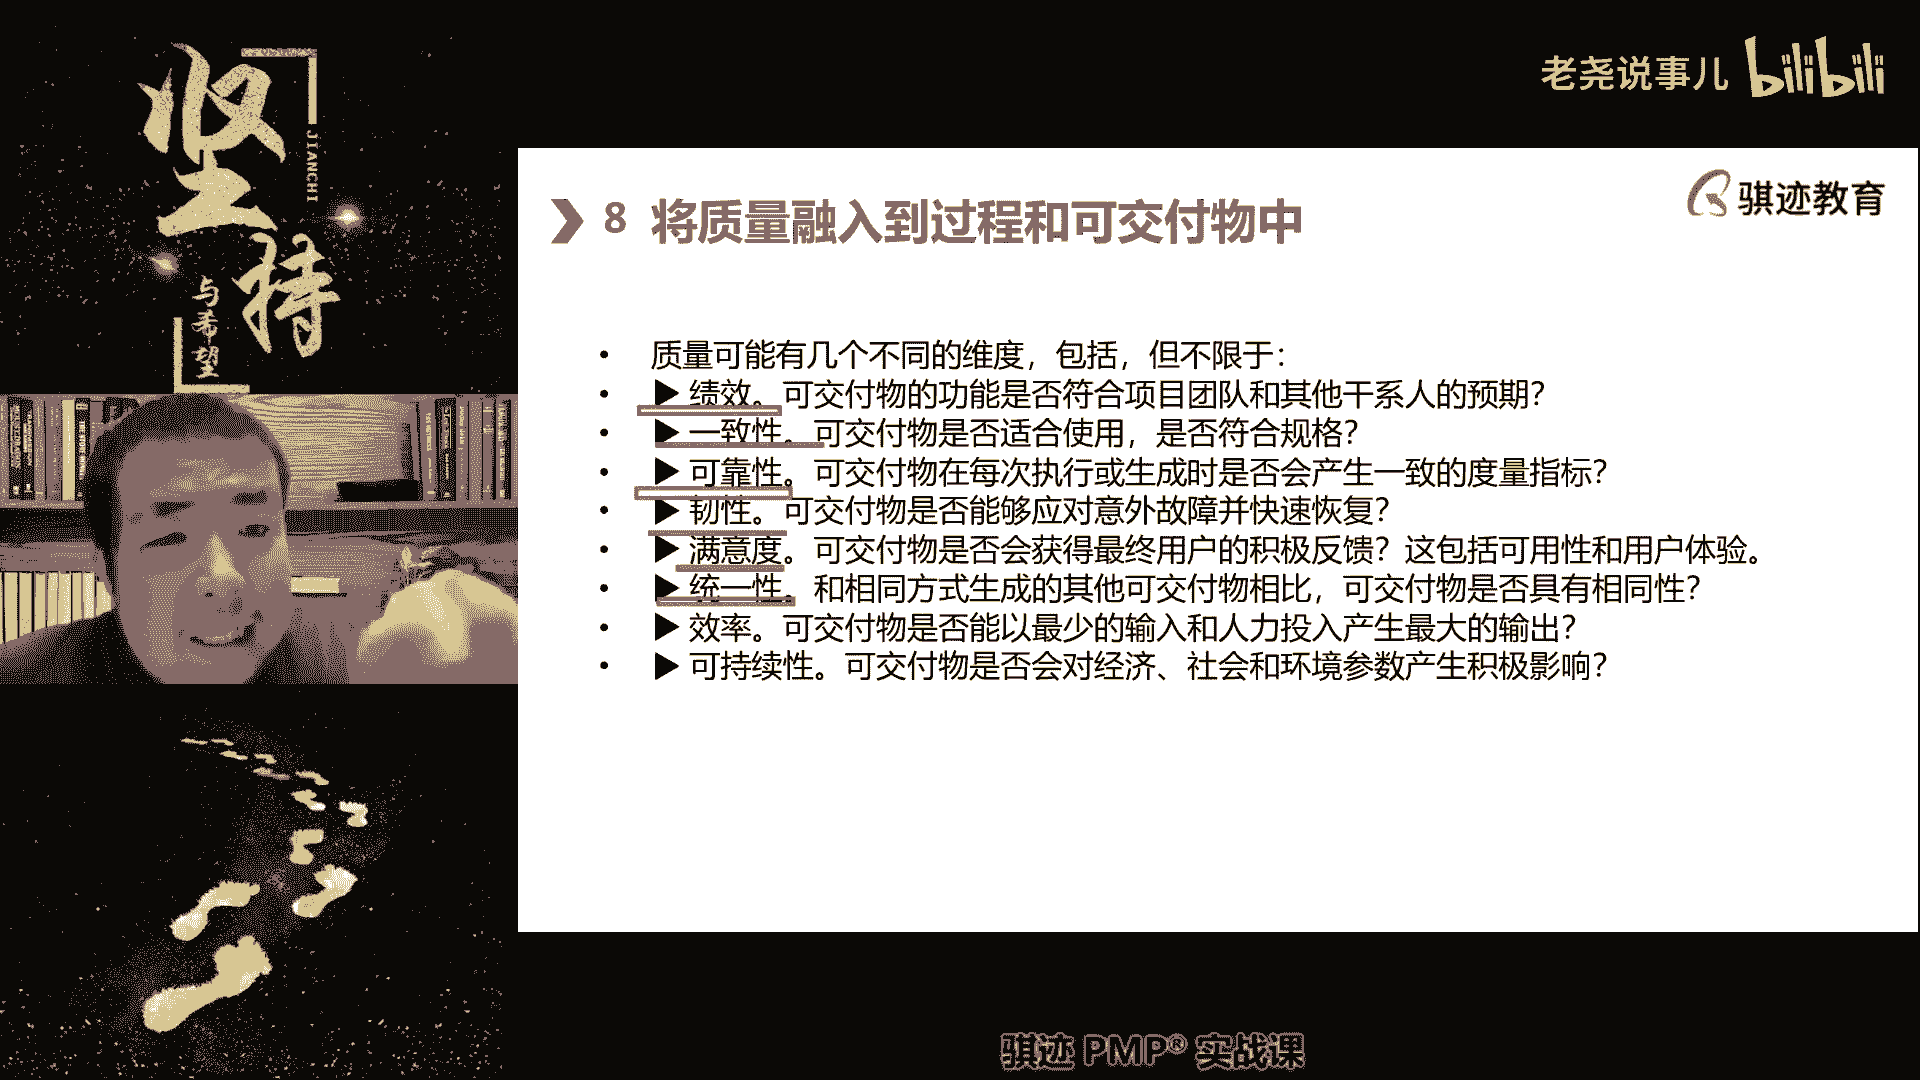 坚持
JIANCHI
与希望
老尧说事儿 bilibili
骐迹教育
8 将质量融入到过程和可交付物中
• 质量可能有几个不同的维度，包括，但不限于：
• ▶ 绩效。可交付物的功能是否符合项目团队和其他干系人的预期？
• ▶ 一致性。可交付物是否适合使用，是否符合规格？
• ▶ 可靠性。可交付物在每次执行或生成时是否会产生一致的度量指标？
• ▶ 韧性。可交付物是否能够应对意外故障并快速恢复？
• ▶ 满意度。可交付物是否会获得最终用户的积极反馈？这包括可用性和用户体验。
• ▶ 统一性。和相同方式生成的其他可交付物相比，可交付物是否具有相同性？
• ▶ 效率。可交付物是否能以最少的输入和人力投入产生最大的输出？
• ▶ 可持续性。可交付物是否会对经济、社会和环境参数产生积极影响？
骐迹 PMP® 实战课